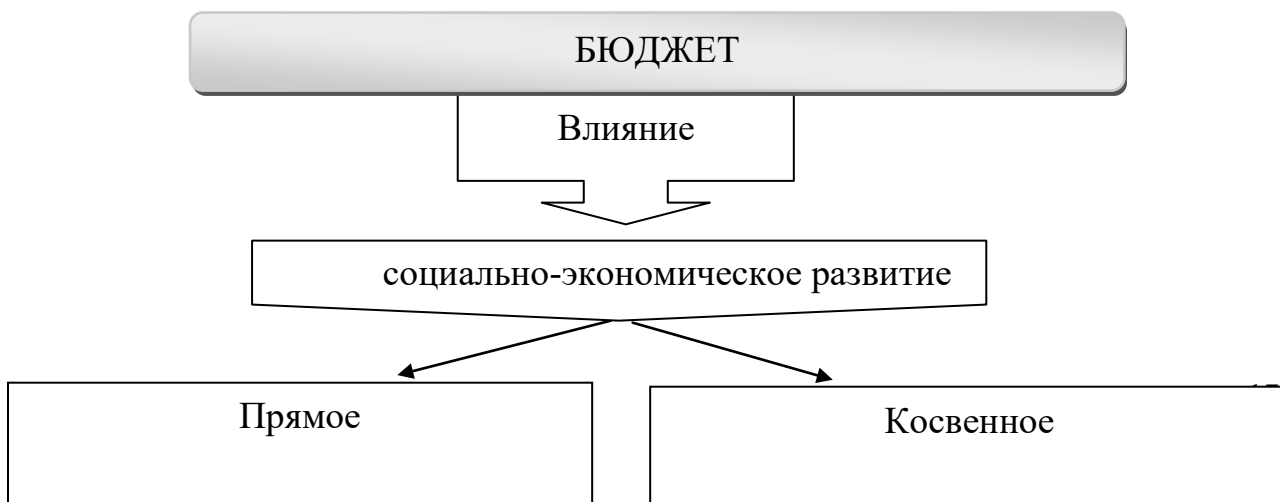 БЮДЖЕТ
Влияние
социально-экономическое развитие
Прямое
Косвенное